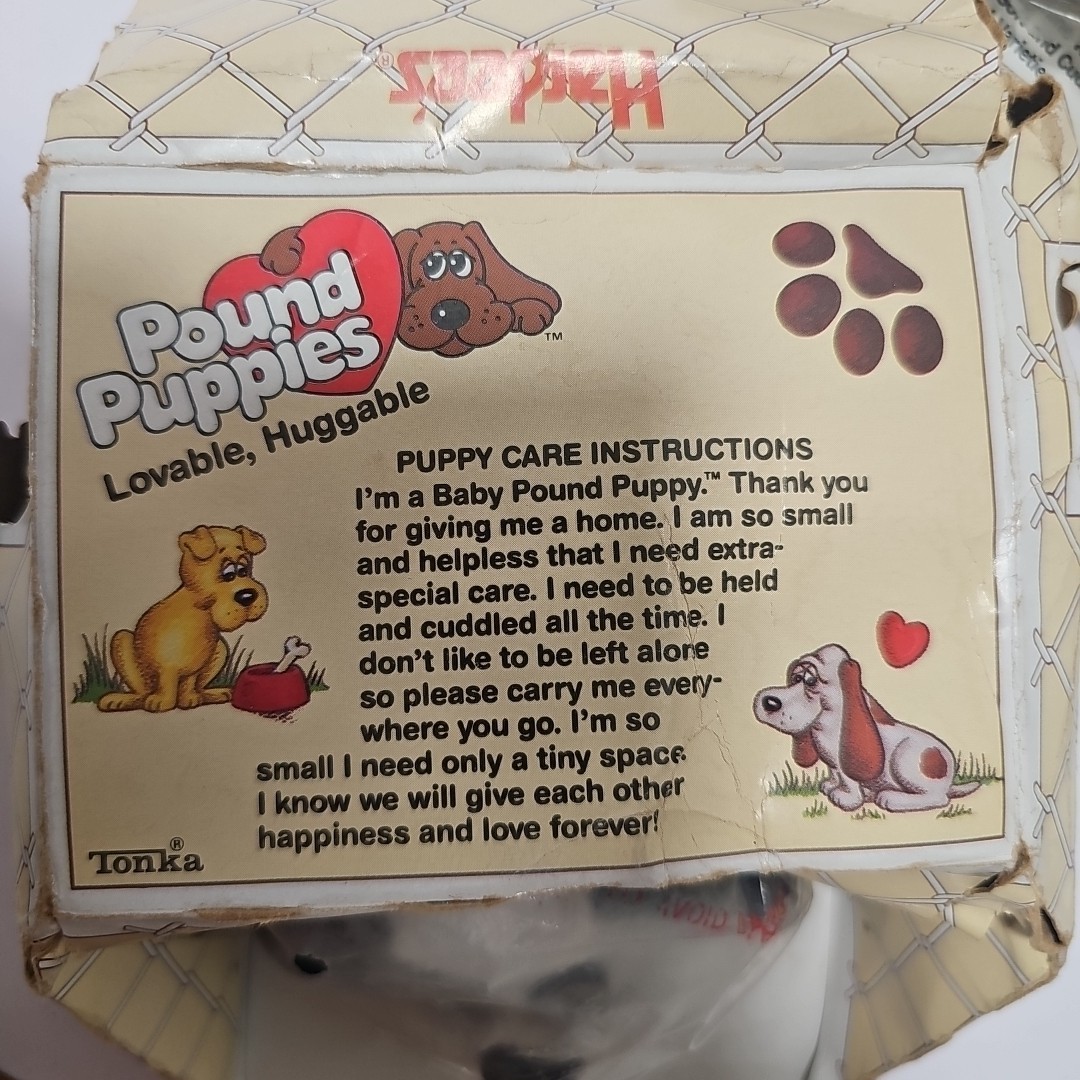 Hardees®
Pound
Puppies
TM
Lovable, Huggable
PUPPY CARE INSTRUCTIONS
I'm a Baby Pound Puppy.™ Thank you
for giving me a home. I am so small
and helpless that I need extra-
special care. I need to be held
and cuddled all the time. I
don't like to be left alone
so please carry me every-
where you go. I'm so
small I need only a tiny space.
I know we will give each other
happiness and love forever!
Tonka®
AVOID